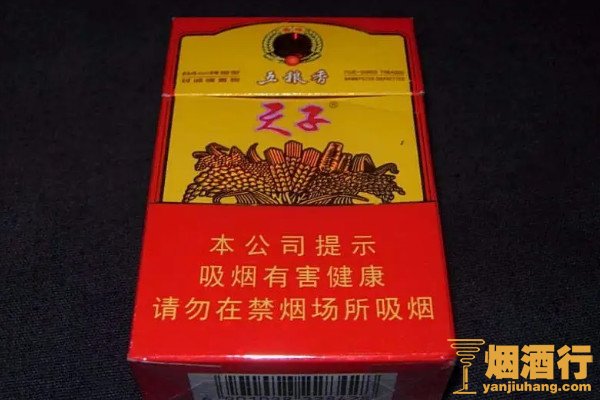 五粮香
天子®
本公司提示
吸烟有害健康
请勿在禁烟场所吸烟
烟酒行
yanjiuhang.com